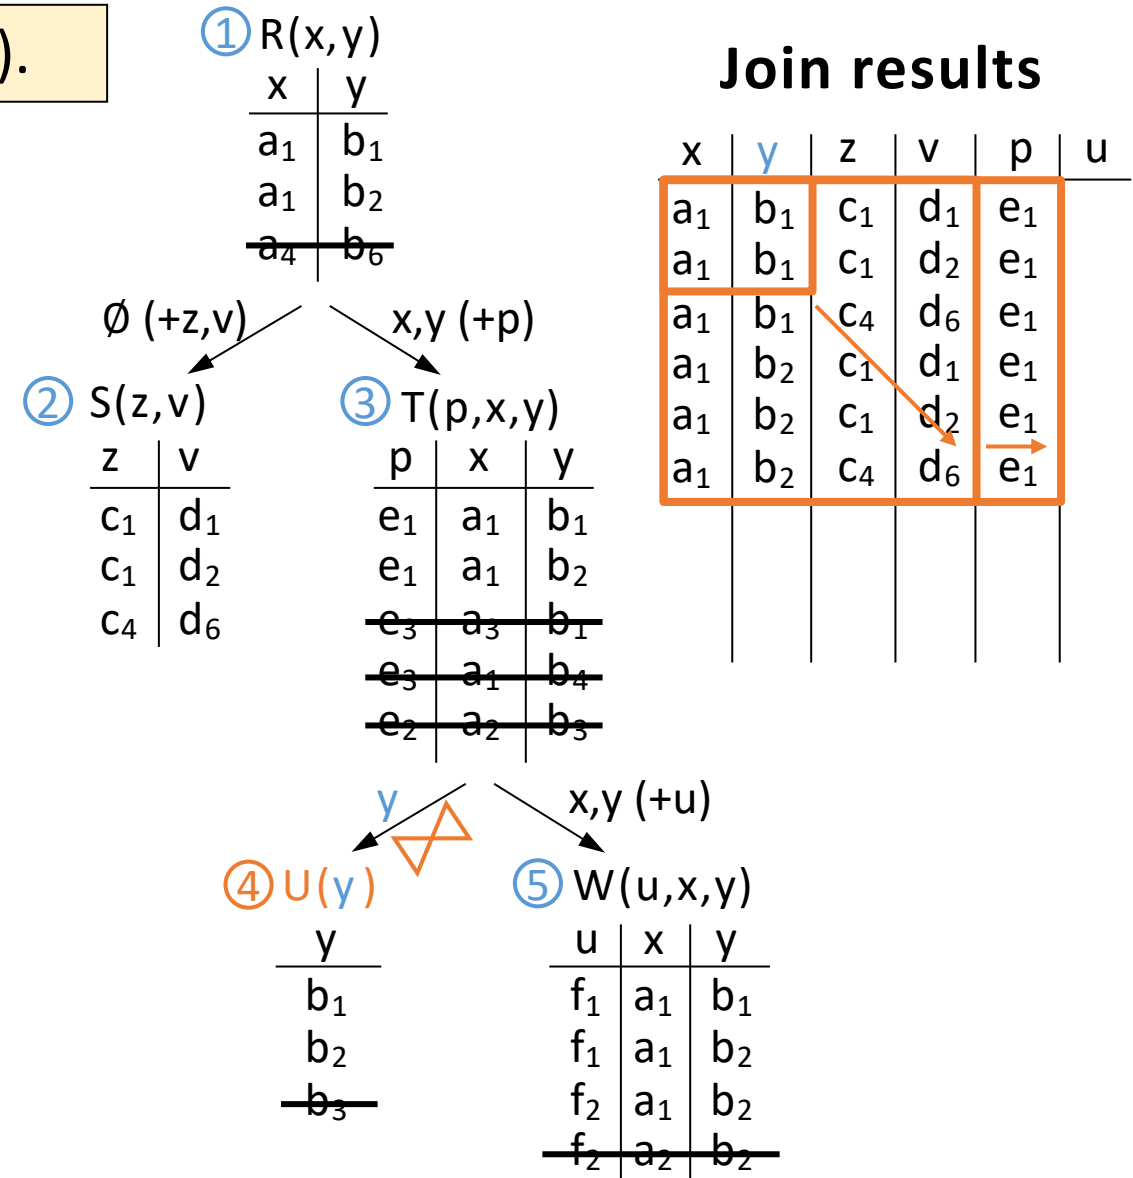 ).
① R(x,y)
x y
a₁ b₁
a₁ b₂
a₄ b₆
Ø (+z,v)
x,y (+p)
② S(z,v)
z v
c₁ d₁
c₁ d₂
c₄ d₆
③ T(p,x,y)
p x y
e₁ a₁ b₁
e₁ a₁ b₂
e₃ a₃ b₁
e₃ a₁ b₄
e₂ a₂ b₃
y
x,y (+u)
④ U(y)
y
b₁
b₂
b₃
⑤ W(u,x,y)
u x y
f₁ a₁ b₁
f₁ a₁ b₂
f₂ a₁ b₂
f₂ a₂ b₂
Join results
x y z v p u
a₁ b₁ c₁ d₁ e₁
a₁ b₁ c₁ d₂ e₁
a₁ b₁ c₄ d₆ e₁
a₁ b₂ c₁ d₁ e₁
a₁ b₂ c₁ d₂ e₁
a₁ b₂ c₄ d₆ e₁